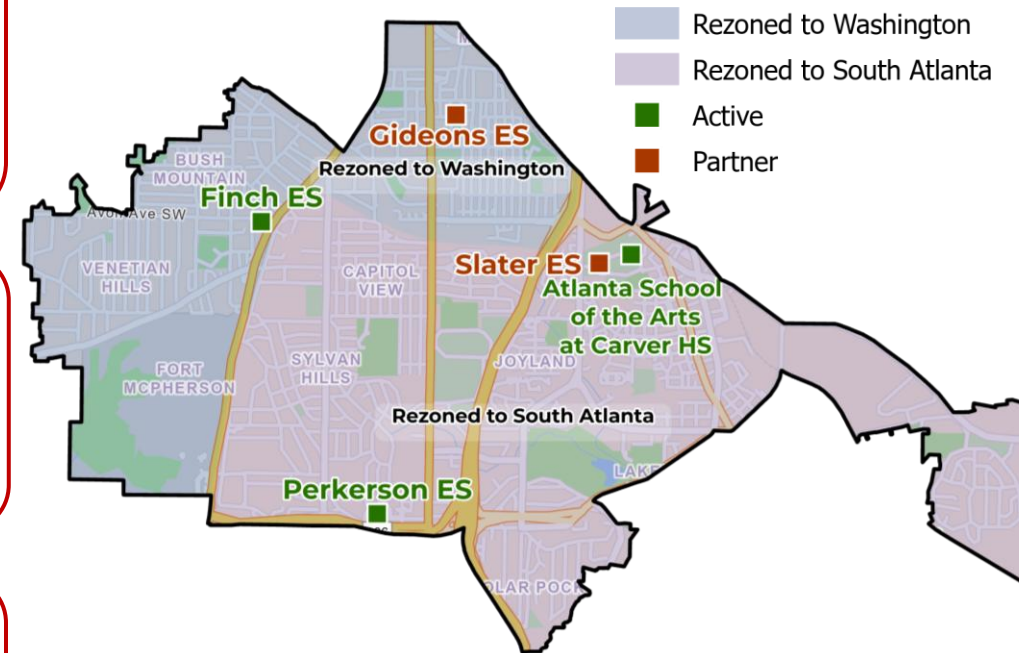 Rezoned to Washington
Rezoned to South Atlanta
Active
Partner
Gideons ES
Rezoned to Washington
BUSH
MOUNTAIN
Finch ES
Avon Ave SW
VENETIAN
HILLS
CAPITOL
VIEW
Slater ES
Atlanta School
of the Arts
at Carver HS
FORT
MCPHERSON
SYLVAN
HILLS
JOYLAND
Rezoned to South Atlanta
LAKE
Perkerson ES
OLAR POCK